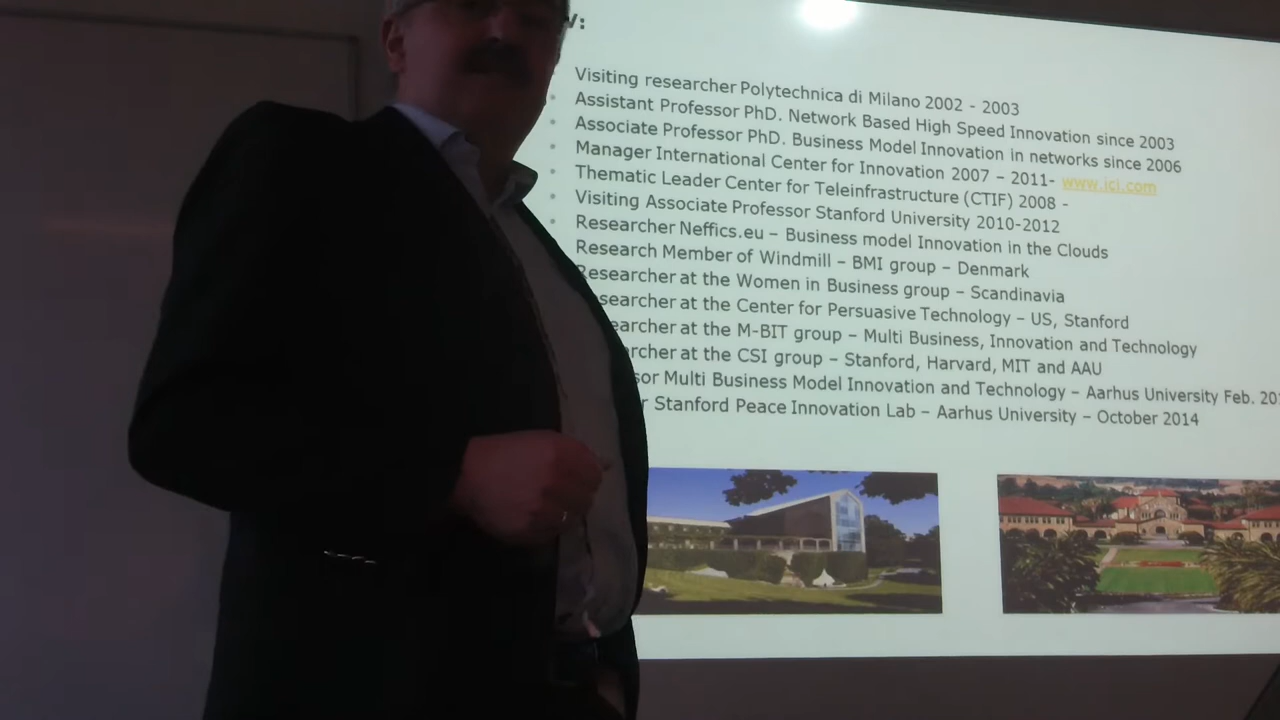 V:
Visiting researcher Polytechnica di Milano 2002 - 2003
Assistant Professor PhD. Network Based High Speed Innovation since 2003
Associate Professor PhD. Business Model Innovation in networks since 2006
Manager International Center for Innovation 2007 – 2011- www.ici.com
Thematic Leader Center for Teleinfrastructure (CTIF) 2008 -
Visiting Associate Professor Stanford University 2010-2012
Researcher Neffics.eu – Business model Innovation in the Clouds
Research Member of Windmill – BMI group – Denmark
Researcher at the Women in Business group – Scandinavia
searcher at the Center for Persuasive Technology – US, Stanford
earcher at the M-BIT group – Multi Business, Innovation and Technology
rcher at the CSI group – Stanford, Harvard, MIT and AAU
sor Multi Business Model Innovation and Technology – Aarhus University Feb. 201
r Stanford Peace Innovation Lab – Aarhus University – October 2014